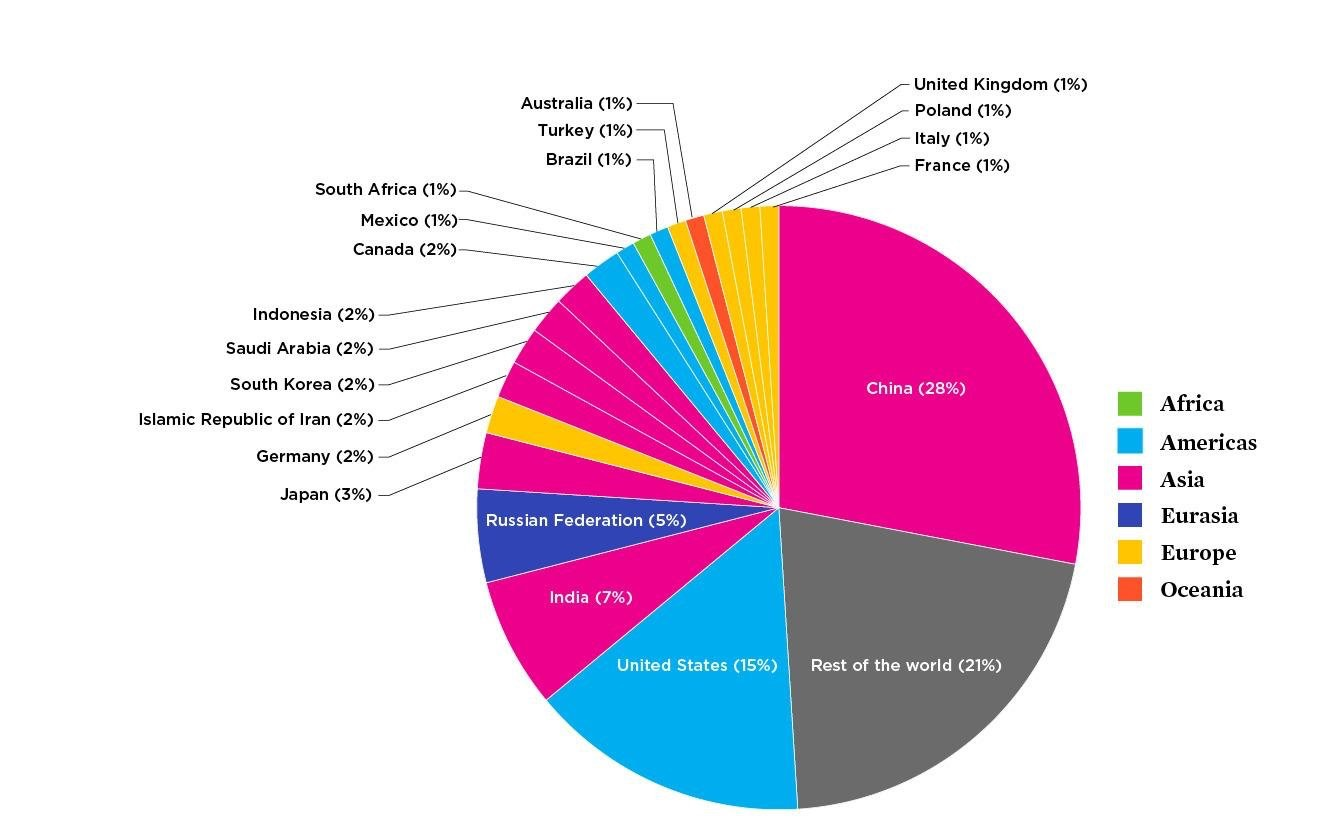 United Kingdom (1%)
Australia (1%)
Poland (1%)
Turkey (1%)
Italy (1%)
Brazil (1%)
France (1%)
South Africa (1%)
Mexico (1%)
Canada (2%)
Indonesia (2%)
Saudi Arabia (2%)
South Korea (2%)
Islamic Republic of Iran (2%)
Germany (2%)
Japan (3%)
China (28%)
Russian Federation (5%)
India (7%)
United States (15%)
Rest of the world (21%)
Africa
Americas
Asia
Eurasia
Europe
Oceania